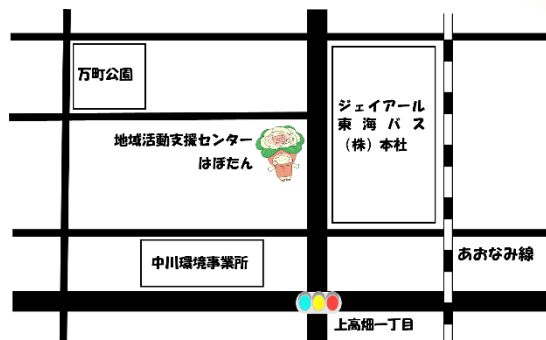 万町公園
ジェイアール
東海バス
(株)本社
地域活動支援センター
はぼたん
中川環境事業所
あおなみ線
上高畑一丁目